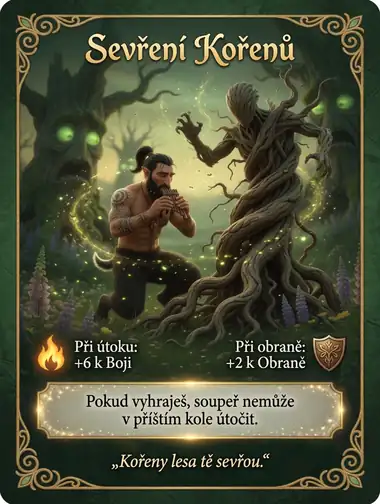 Sevření Kořenů
Při útoku:
+6 k Boji
Při obraně:
+2 k Obraně
Pokud vyhraješ, soupeř nemůže
v příštím kole útočit.
„Kořeny lesa tě sevřou.“